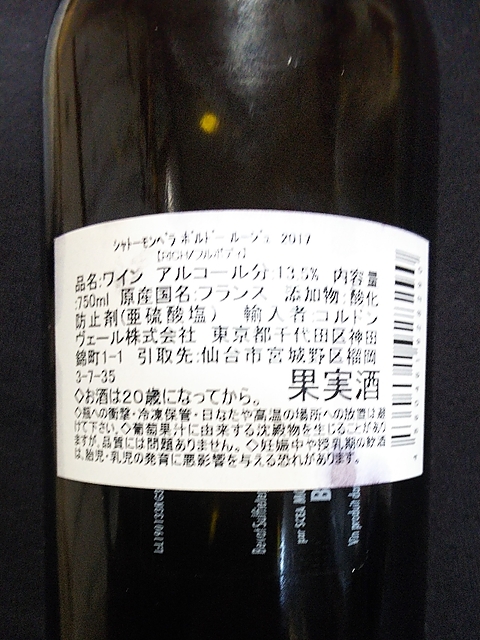 シャトーモンペラ ボルドー ルージュ 2017
品名:ワイン アルコール分:13.5% 内容量
:750ml 原産国名:フランス 添加物:酸化
防止剤(亜硫酸塩) 輸入者:コルドン
ヴェール株式会社 東京都千代田区神田
錦町1-1 引取先:仙台市宮城野区福岡
3-7-35
果実酒
◇お酒は20歳になってから。
◇瓶への衝撃・冷凍保管・日なたや高温の場所への放置は避
けて下さい。◇葡萄果汁に由来する沈殿物を生じることがあり
ますが、品質には問題ありません。◇妊娠中や授乳期の飲酒
は、胎児・乳児の発育に悪影響を与える恐れがあります。
par SCEA MO
Vin produit da